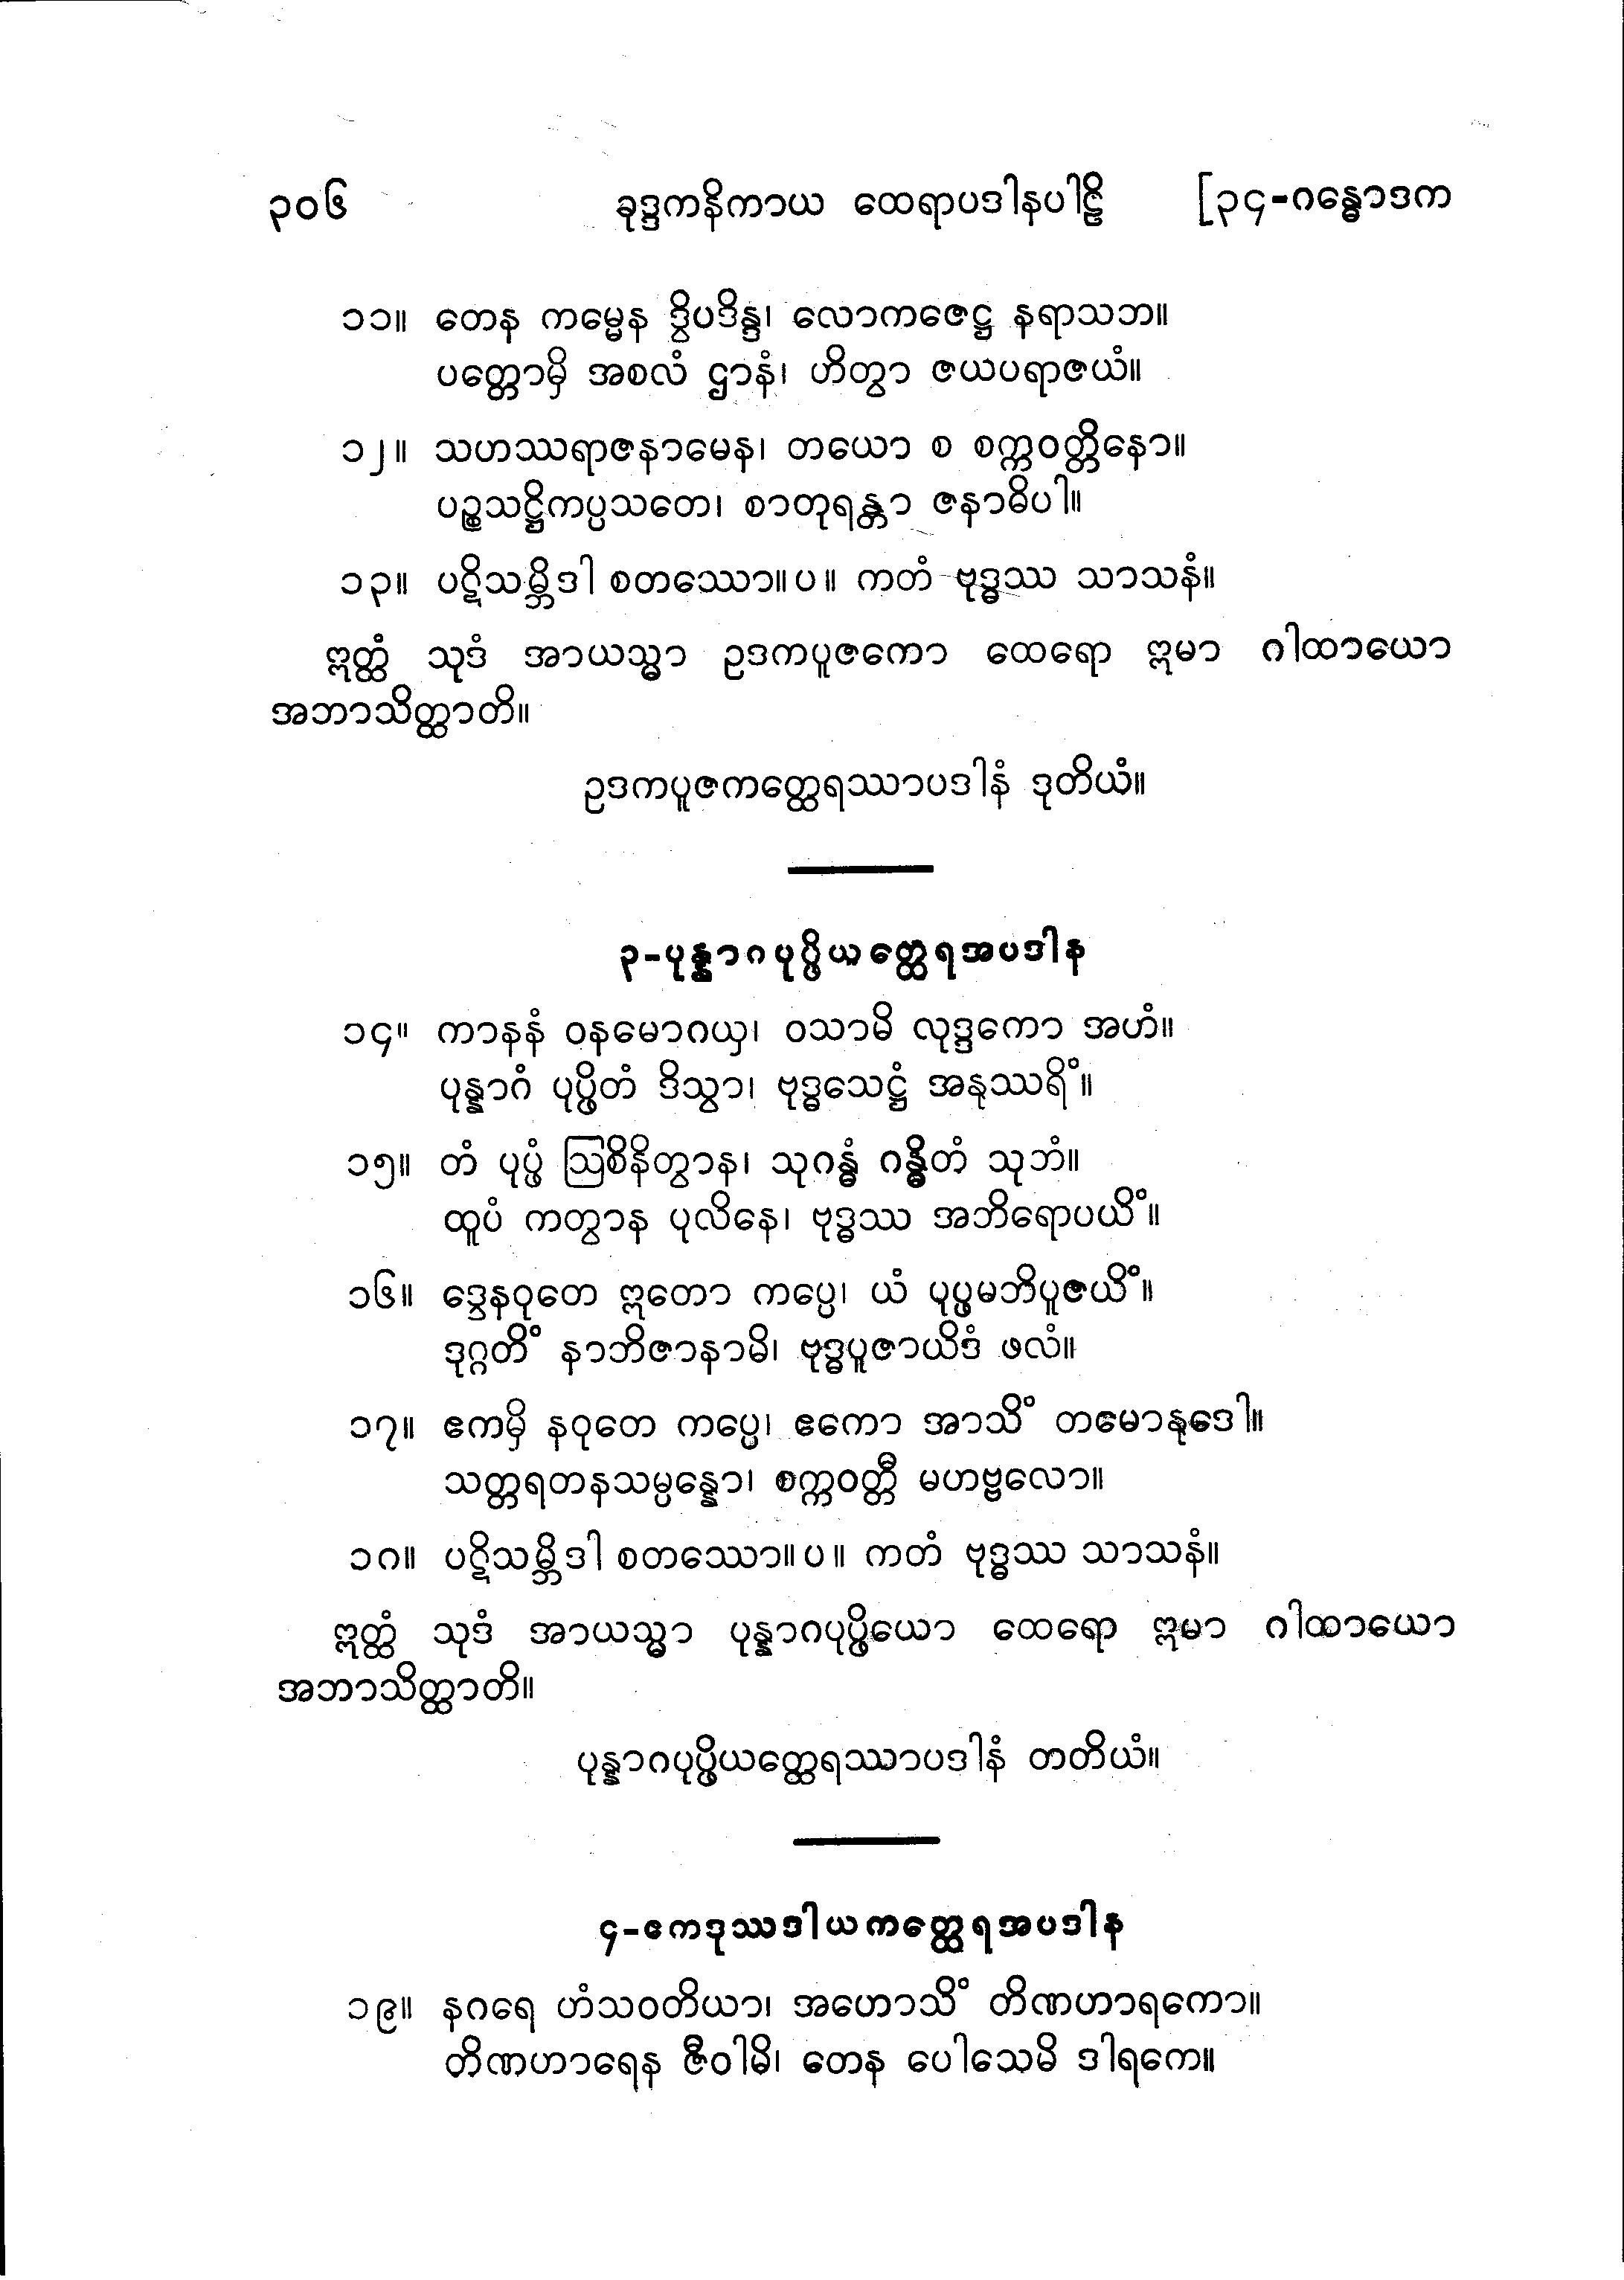 ၃၀၆ ခုဒ္ဒကနိကာယ ထေရာပဒါနပါဠိ [၃၄-ဂန္ဓောဒက
၁၁။ တေန ကမ္မေန ဒွိပဒိန္ဒ၊ လောကဇေဋ္ဌ နရာသဘ။
ပတ္တောမှိ အစလံ ဌာနံ၊ ဟိတွာ ဇယပရာဇယံ။
၁၂။ သဟဿရာဇနာမေန၊ တယော စ စက္ကဝတ္တိနော။
ပဉ္စသဋ္ဌိကပ္ပသတေ၊ စာတုရန္တာ ဇနာဓိပါ။
၁၃။ ပဋိသမ္ဘိဒါ စတဿော။ပ။ ကတံ ဗုဒ္ဓဿ သာသနံ။
ဣတ္ထံ သုဒံ အာယသ္မာ ဥဒကပူဇကော ထေရော ဣမာ ဂါထာယော
အဘာသိတ္ထာတိ။
ဥဒကပူဇကတ္ထေရဿာပဒါနံ ဒုတိယံ။
၃-ပုန္နာဂပုပ္ဖိယတ္ထေရအပဒါန
၁၄။ ကာနနံ ဝနမောဂယှ၊ ဝသာမိ လုဒ္ဒကော အဟံ။
ပုန္နာဂံ ပုပ္ဖိတံ ဒိသွာ၊ ဗုဒ္ဓသေဋ္ဌံ အနုဿရိံ။
၁၅။ တံ ပုပ္ဖံ ဩစိနိတွာန၊ သုဂန္ဓံ ဂန္ဓိတံ သုဘံ။
ထူပံ ကတွာန ပုလိနေ၊ ဗုဒ္ဓဿ အဘိရောပယိံ။
၁၆။ ဒွေနဝုတေ ဣတော ကပ္ပေ၊ ယံ ပုပ္ဖမဘိပူဇယိံ။
ဒုဂ္ဂတိံ နာဘိဇာနာမိ၊ ဗုဒ္ဓပူဇာယိဒံ ဖလံ။
၁၇။ ဧကမှိ နဝုတေ ကပ္ပေ၊ ဧကော အာသိံ တမောနုဒေါ။
သတ္တရတနသမ္ပန္နော၊ စက္ကဝတ္တီ မဟဗ္ဗလော။
၁၈။ ပဋိသမ္ဘိဒါ စတဿော။ပ။ ကတံ ဗုဒ္ဓဿ သာသနံ။
ဣတ္ထံ သုဒံ အာယသ္မာ ပုန္နာဂပုပ္ဖိယော ထေရော ဣမာ ဂါထာယော
အဘာသိတ္ထာတိ။
ပုန္နာဂပုပ္ဖိယတ္ထေရဿာပဒါနံ တတိယံ။
၄-ဧကဒုဿဒါယကတ္ထေရအပဒါန
၁၉။ နဂရေ ဟံသဝတိယာ၊ အဟောသိံ တိဏဟာရကော။
တိဏဟာရေန ဇီဝါမိ၊ တေန ပေါသေမိ ဒါရကေ။